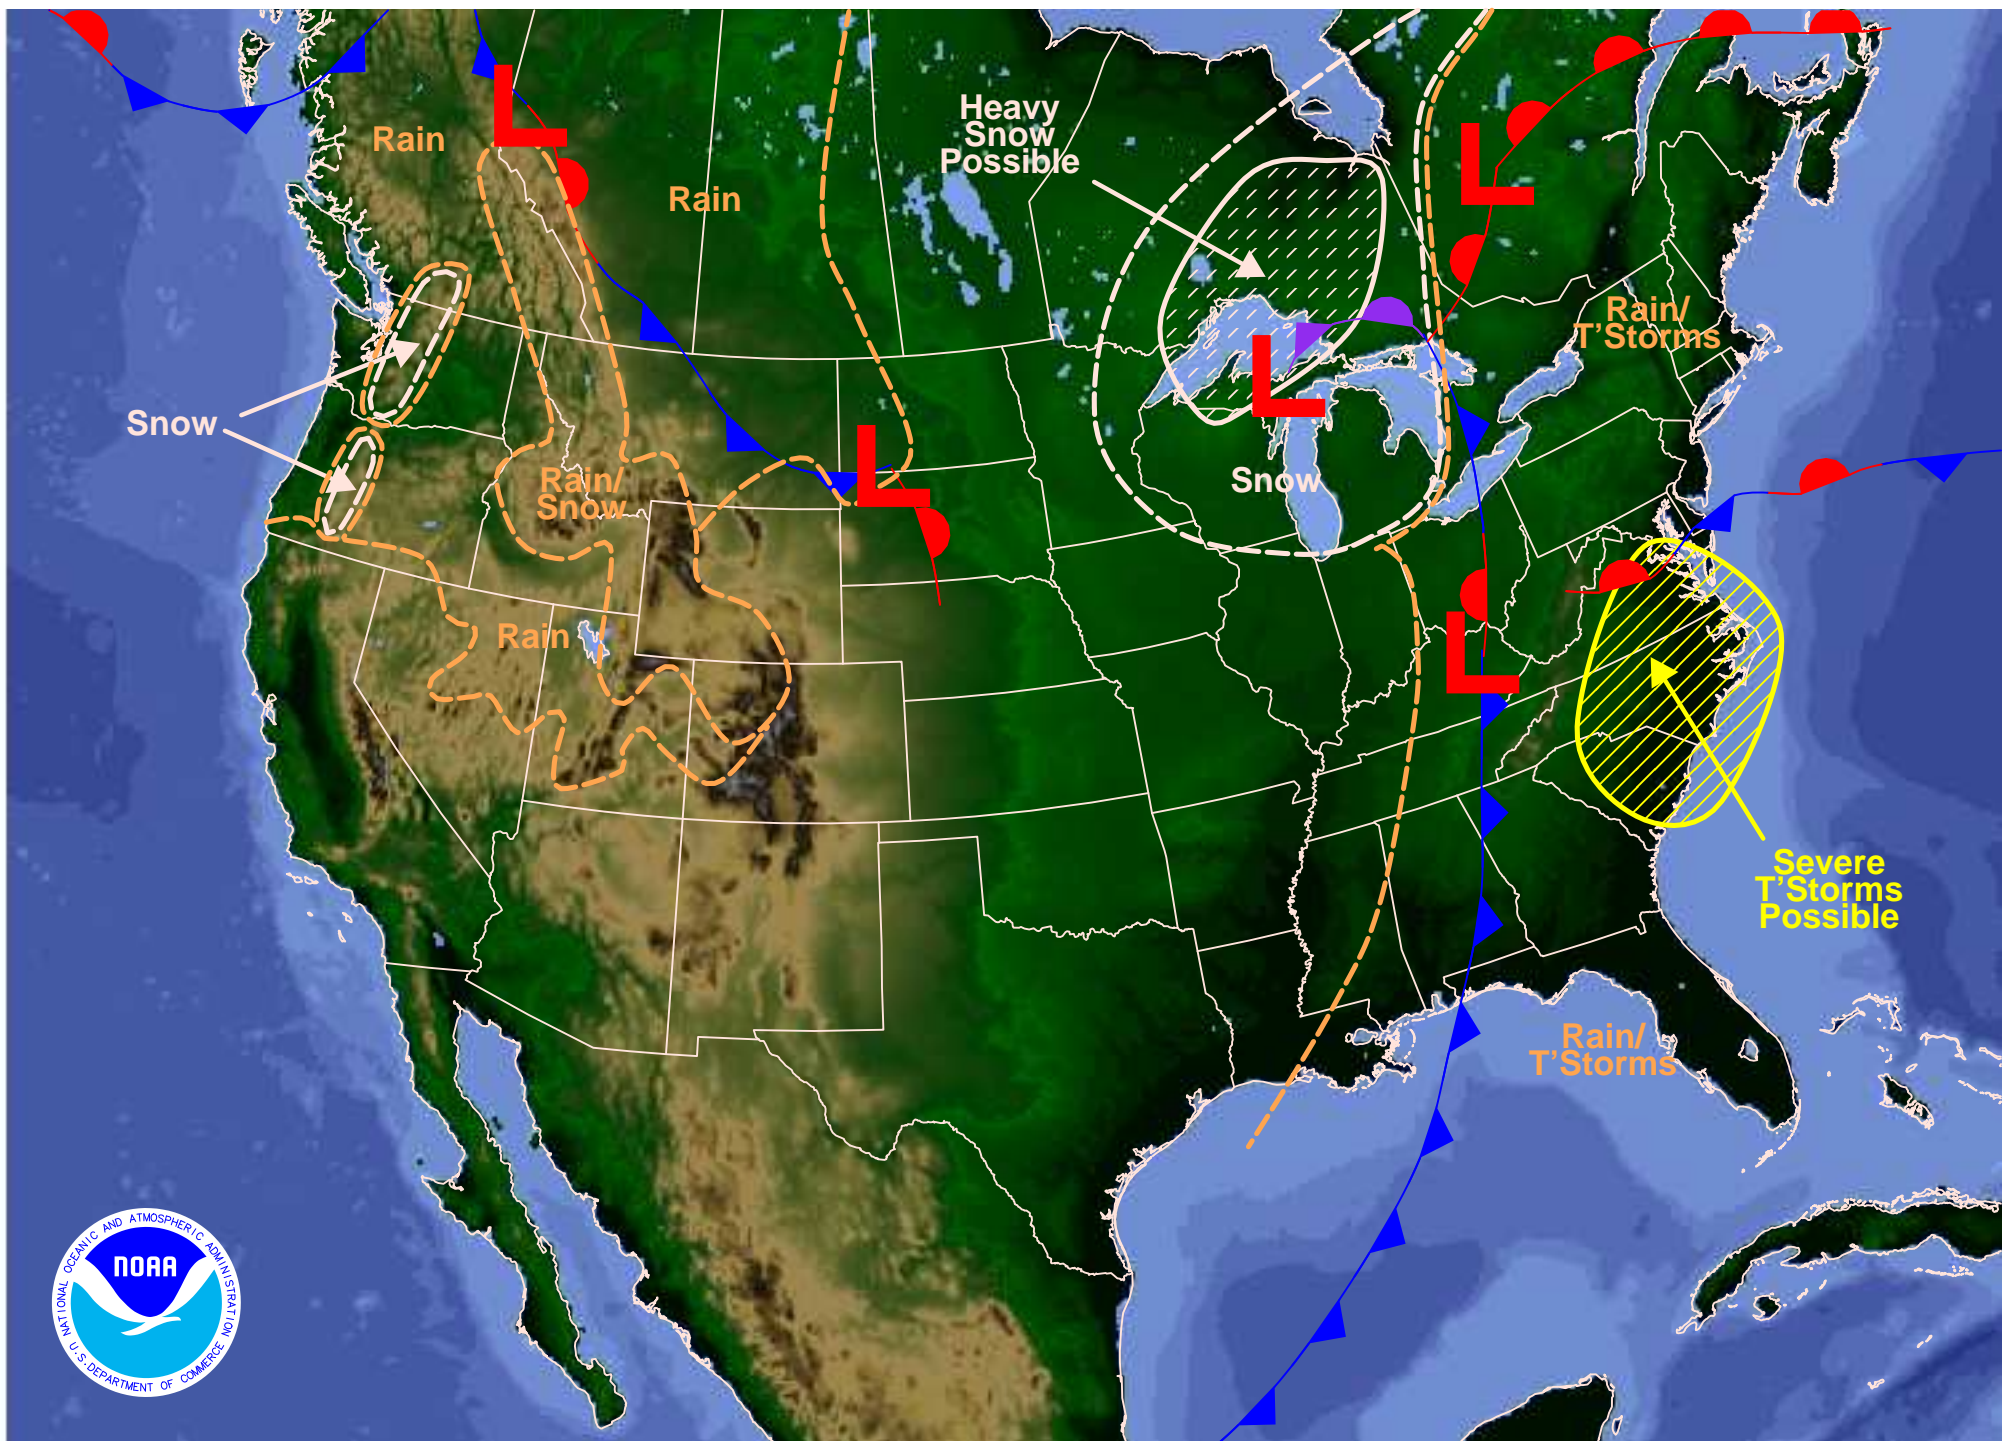 Heavy
Snow
Possible
Rain
Rain
Rain/
T'Storms
Snow
Rain/
Snow
Snow
Rain
Severe
T'Storms
Possible
Rain/
T'Storms
NATIONAL OCEANIC AND ATMOSPHERIC ADMINISTRATION
NOAA
U.S. DEPARTMENT OF COMMERCE
L
L
L
L
L